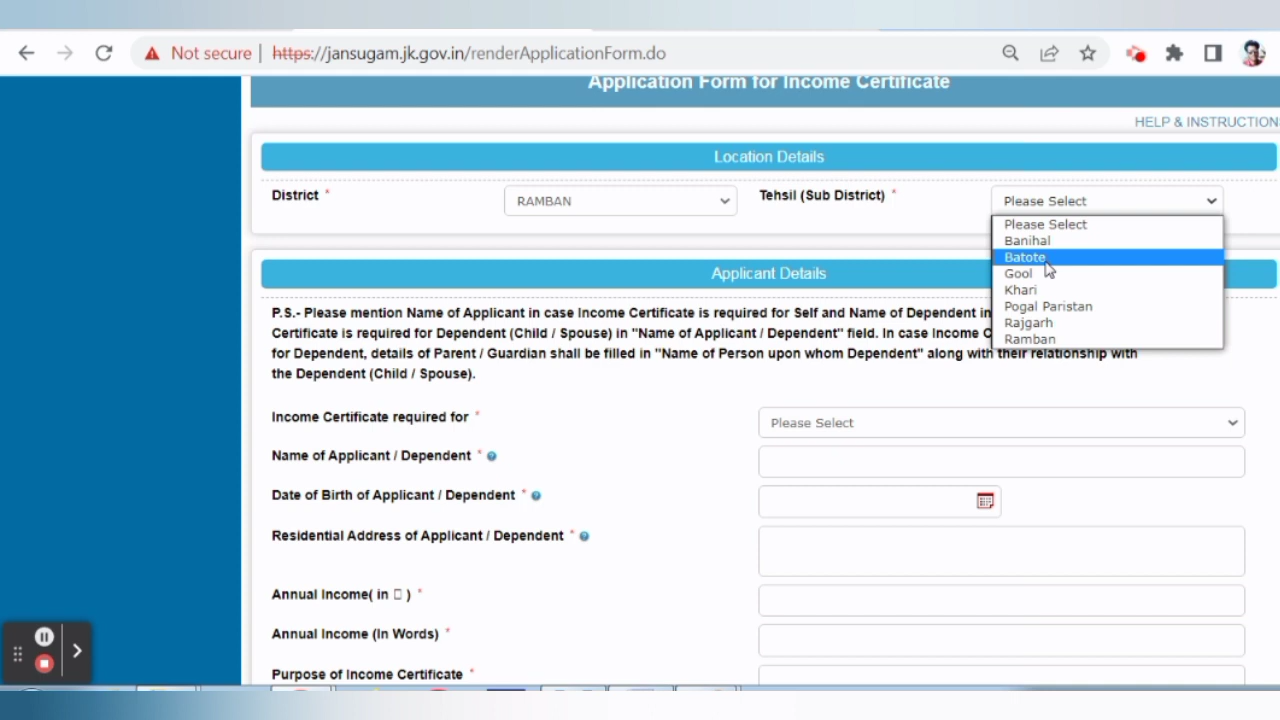 Not secure | https://jansugam.jk.gov.in/renderApplicationForm.do
Application Form for Income Certificate
HELP & INSTRUCTION
Location Details
District * RAMBAN Tehsil (Sub District) * Please Select
Please Select
Banihal
Batote
Gool
Khari
Pogal Paristan
Rajgarh
Ramban
Applicant Details
P.S.- Please mention Name of Applicant in case Income Certificate is required for Self and Name of Dependent in
Certificate is required for Dependent (Child / Spouse) in "Name of Applicant / Dependent" field. In case Income C
for Dependent, details of Parent / Guardian shall be filled in "Name of Person upon whom Dependent" along with their relationship with
the Dependent (Child / Spouse).
Income Certificate required for * Please Select
Name of Applicant / Dependent *
Date of Birth of Applicant / Dependent *
Residential Address of Applicant / Dependent *
Annual Income( in ▯ ) *
Annual Income (In Words) *
Purpose of Income Certificate *